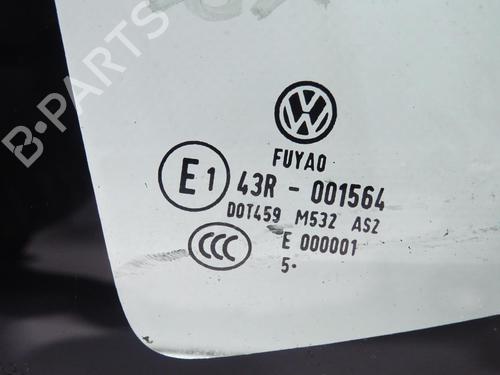 B-PARTS
FUYAO
E1 43R - 001564
DOT459 M532 AS2
CCC E 000001
5•